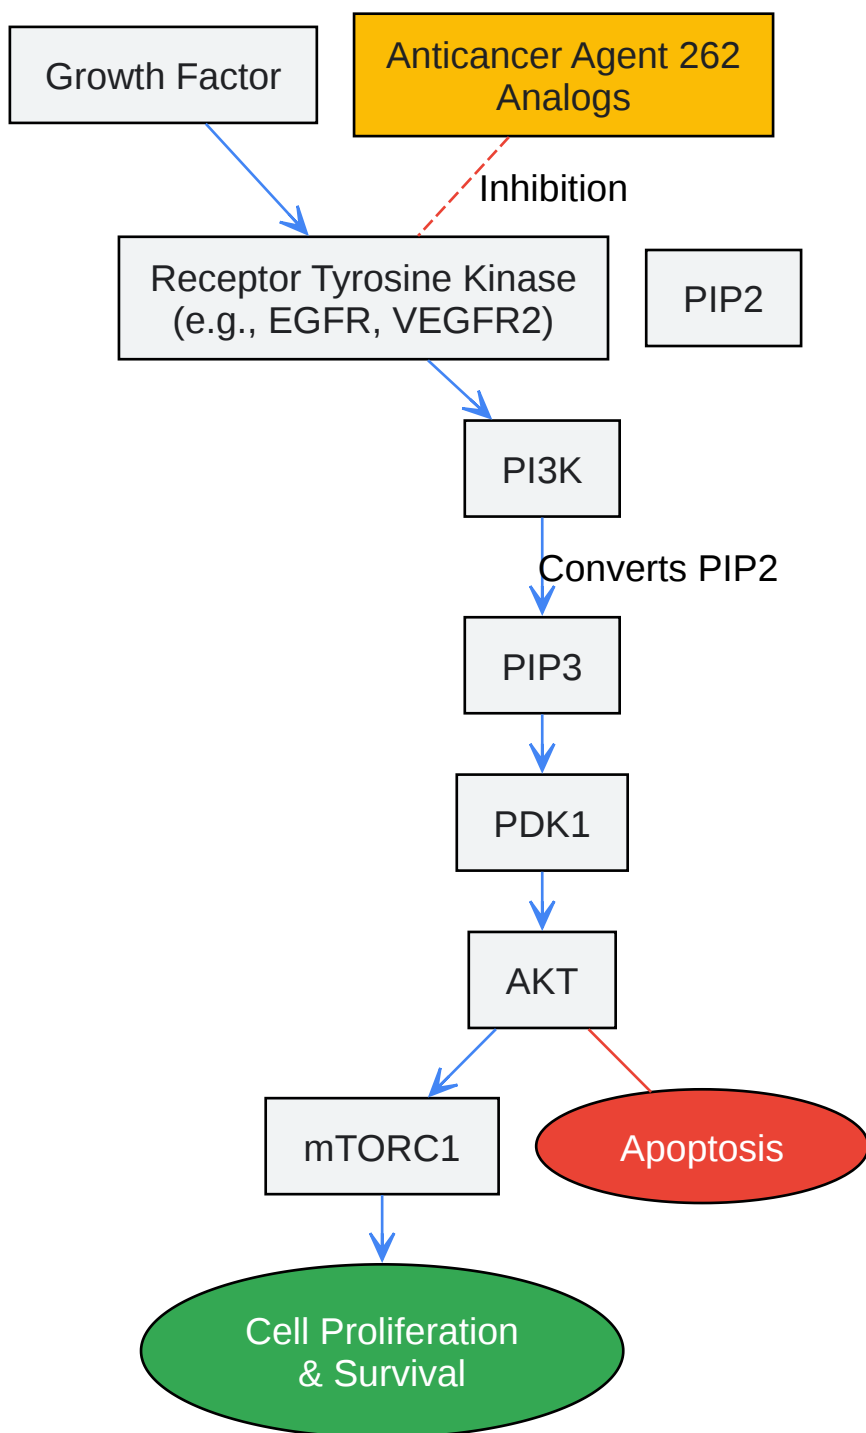 Growth Factor
Anticancer Agent 262
Analogs
Inhibition
Receptor Tyrosine Kinase
(e.g., EGFR, VEGFR2)
PIP2
PI3K
Converts PIP2
PIP3
PDK1
AKT
mTORC1
Apoptosis
Cell Proliferation
& Survival